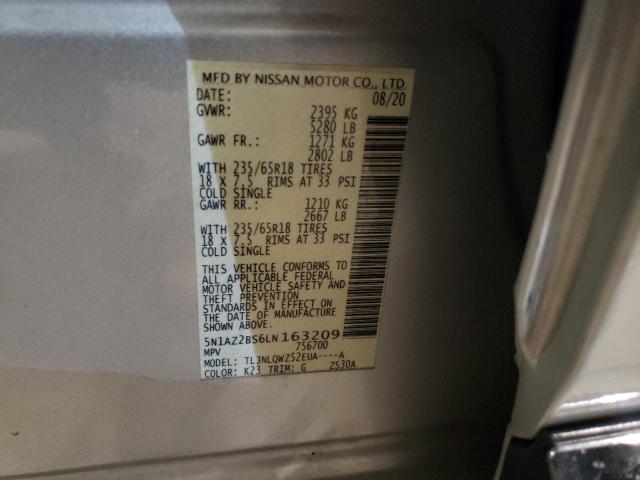 MFD BY NISSAN MOTOR CO., LTD.
DATE: 08/20
GVWR: 2395 KG
5280 LB
GAWR FR.: 1271 KG
2802 LB
WITH 235/65R18 TIRES
18 X 7.5 RIMS AT 33 PSI
COLD SINGLE
GAWR RR.: 1210 KG
2667 LB
WITH 235/65R18 TIRES
18 X 7.5 RIMS AT 33 PSI
COLD SINGLE
THIS VEHICLE CONFORMS TO
ALL APPLICABLE FEDERAL
MOTOR VEHICLE SAFETY AND
THEFT PREVENTION
STANDARDS IN EFFECT ON
THE DATE OF MANUFACTURE
SHOWN ABOVE.
5N1AZ2BS6LN163209
MPV 756700
MODEL: TL3NLQWZ52EUA----A
COLOR: K23 TRIM: G ZS30A